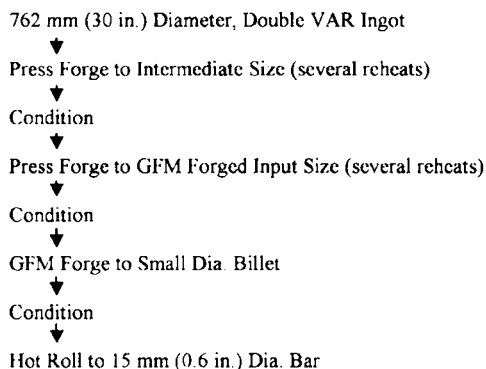 762 mm (30 in.) Diameter, Double VAR Ingot
Press Forge to Intermediate Size (several reheats)
Condition
Press Forge to GFM Forged Input Size (several reheats)
Condition
GFM Forge to Small Dia. Billet
Condition
Hot Roll to 15 mm (0.6 in.) Dia. Bar